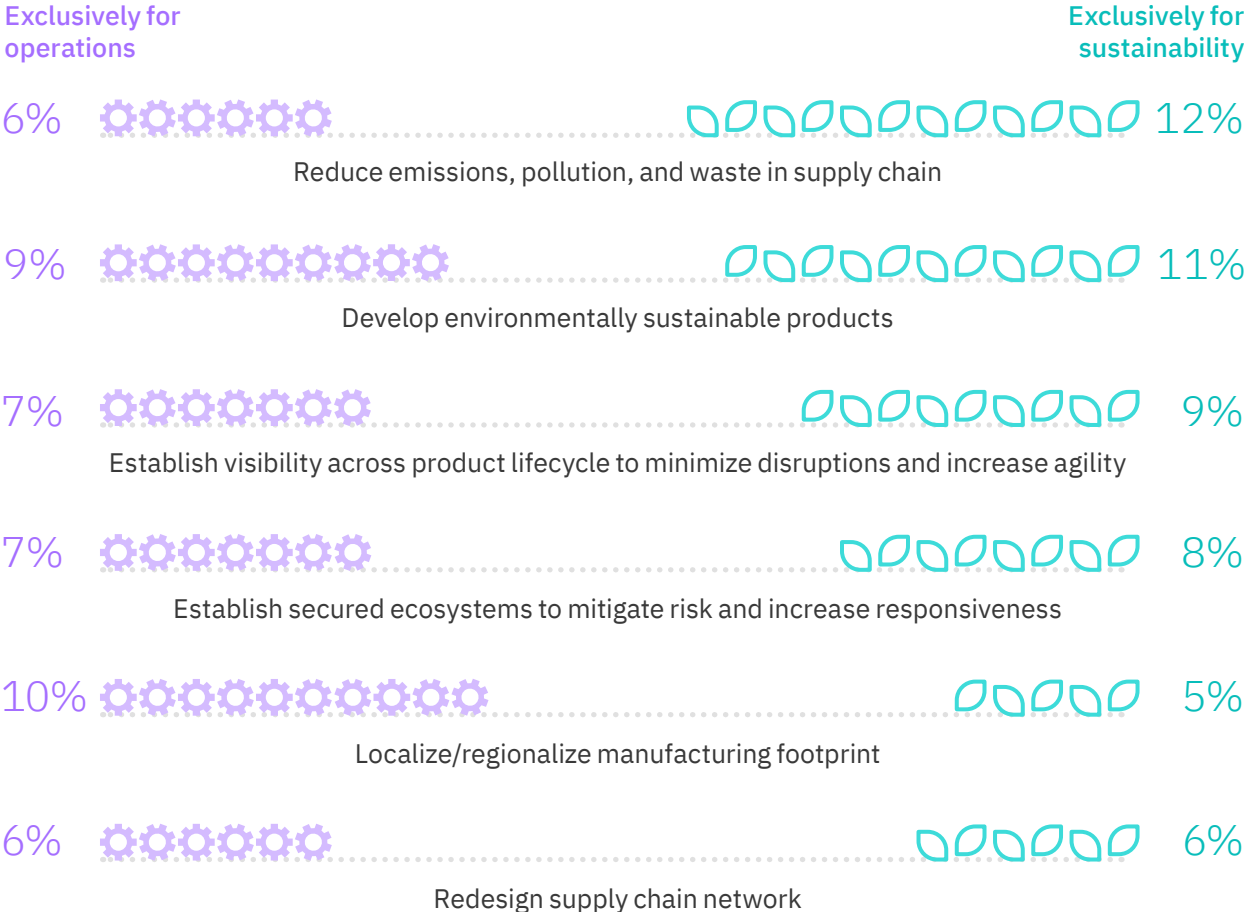 Exclusively for
operations
Exclusively for
sustainability
6%
12%
Reduce emissions, pollution, and waste in supply chain
9%
11%
Develop environmentally sustainable products
7%
9%
Establish visibility across product lifecycle to minimize disruptions and increase agility
7%
8%
Establish secured ecosystems to mitigate risk and increase responsiveness
10%
5%
Localize/regionalize manufacturing footprint
6%
6%
Redesign supply chain network